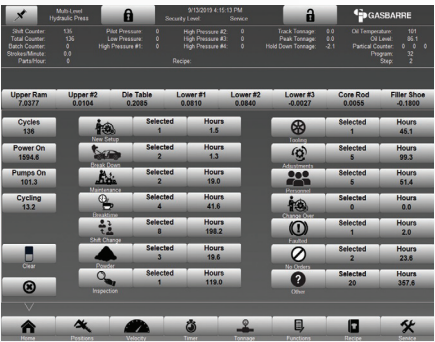 Multi-Level
Hydraulic Press
9/13/2019 4:15:13 PM
Security Level Service
GASBARRE
Shift Counter 136 Pilot Pressure 0 High Pressure #2: 0 Track Tonnage: 0.0 Oil Temperature 101
Total Counter: 136 Low Pressure 0 High Pressure #3: 0 Peak Tonnage: 0.0 Oil Level: 86.1
Batch Counter: 0 High Pressure #1: 0 High Pressure #4: 0 Hold Down Tonnage: -2.1 Partical Counter: 0 0 0
Strokes/Minute: 0.0 Program: 32
Parts/Hour: 0 Recipe: Step: 2
Upper Ram Upper #2 Die Table Lower #1 Lower #2 Lower #3 Core Rod Filler Shoe
7.0377 0.0104 0.2085 0.0810 0.0840 -0.0027 0.0055 -0.1800
Cycles
136
Power On
1594.6
Pumps On
101.3
Cycling
13.2
Clear
New Setup
Selected Hours
1 1.5
Break Down
Selected Hours
2 1.3
Maintenance
Selected Hours
2 19.0
Breaktime
Selected Hours
4 41.6
Shift Change
Selected Hours
8 198.2
Powder
Selected Hours
3 19.6
Inspection
Selected Hours
1 119.0
Tooling
Selected Hours
1 45.1
Adjustments
Selected Hours
5 99.3
Personnel
Selected Hours
5 51.4
Change Over
Selected Hours
0 0.0
Faulted
Selected Hours
1 2.0
No Orders
Selected Hours
2 23.6
Other
Selected Hours
20 357.6
Home Positions Velocity Timer Tonnage Functions Recipe Service